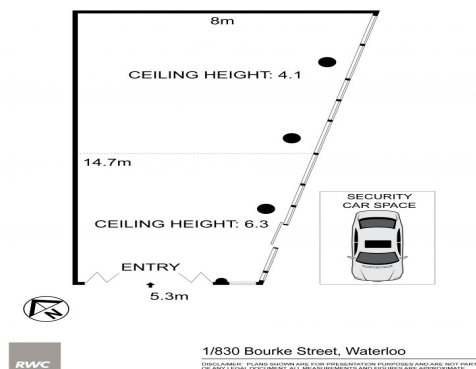 8m
CEILING HEIGHT: 4.1
14.7m
SECURITY
CAR SPACE
CEILING HEIGHT: 6.3
ENTRY
5.3m
N
RWC
1/830 Bourke Street, Waterloo
DISCLAIMER: PLANS SHOWN ARE FOR PRESENTATION PURPOSES AND ARE NOT PART
OF ANY LEGAL DOCUMENT. ALL MEASUREMENTS AND FIGURES ARE APPROXIMATE.